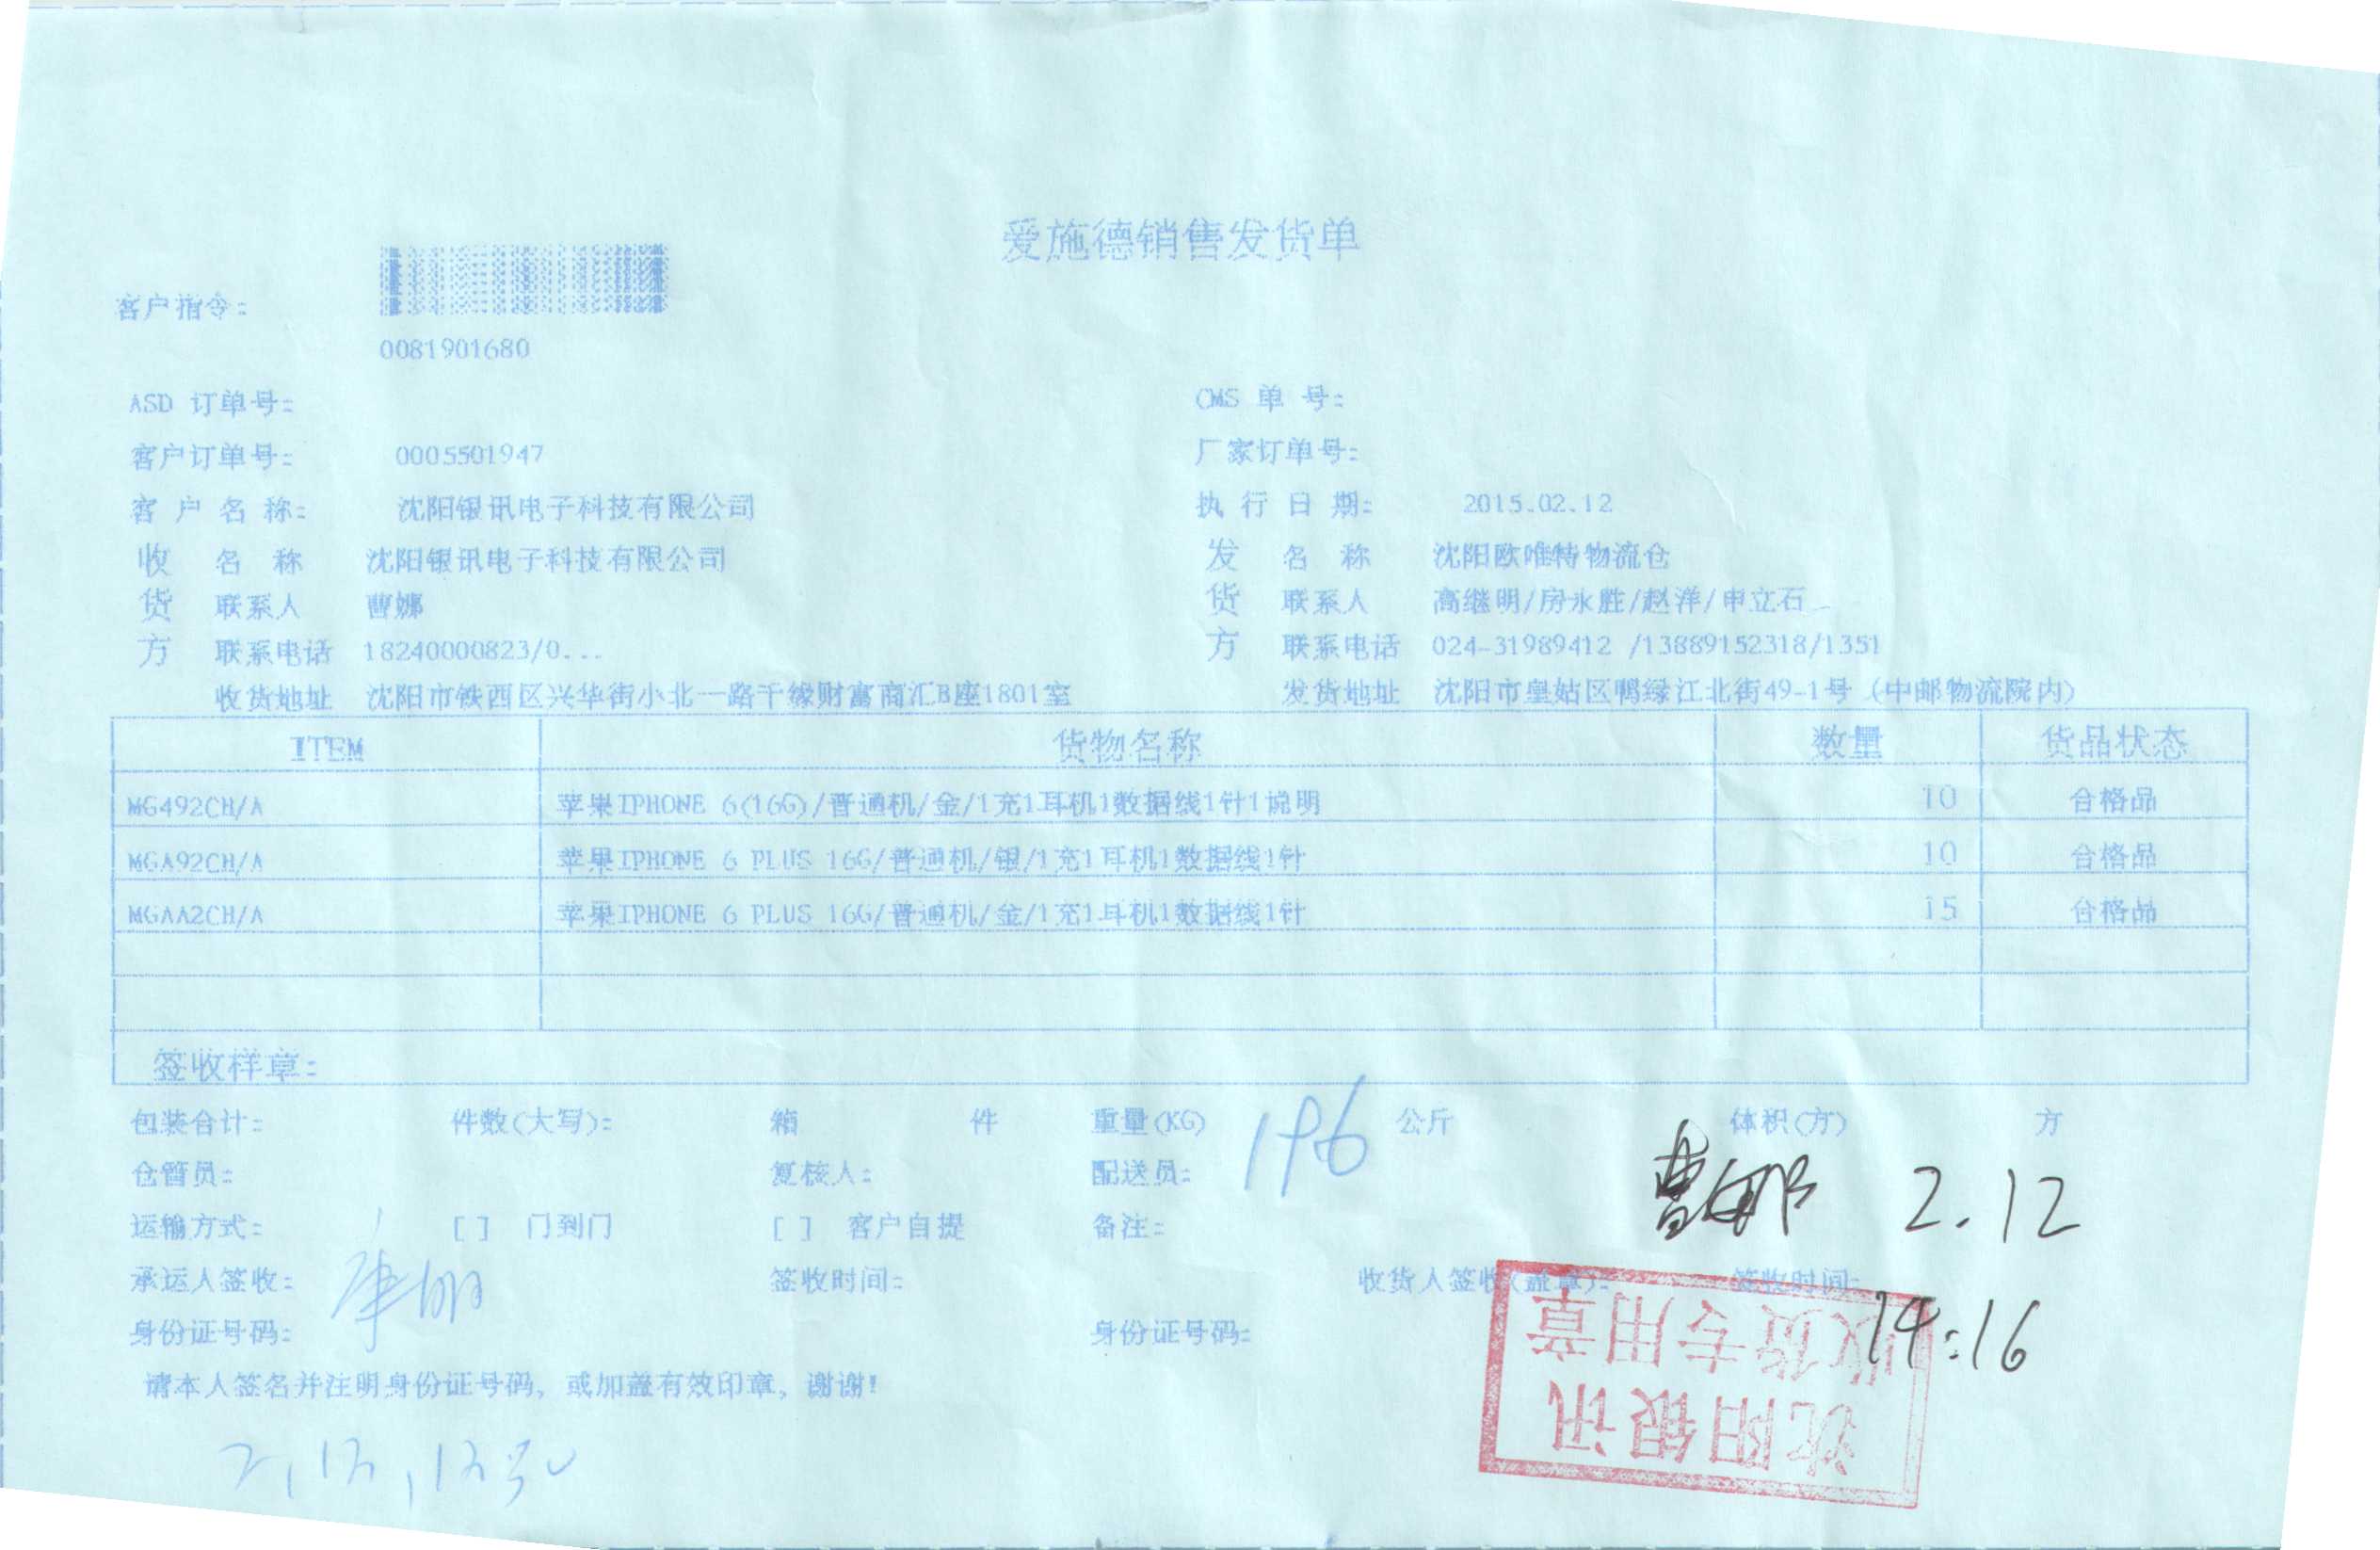 爱施德销售发货单
客户指令:
0081901680
ASD 订单号: CMS 单 号:
客户订单号: 0005501947 厂家订单号:
客 户 名 称: 沈阳银讯电子科技有限公司 执 行 日 期: 2015.02.12
收 名 称 沈阳银讯电子科技有限公司 发 名 称 沈阳欧唯特物流仓
货 联系人 曹娜 货 联系人 高继明/房永胜/赵洋/申立石
方 联系电话 18240000823/0... 方 联系电话 024-31989412 /13889152318/1351
收货地址 沈阳市铁西区兴华街小北一路千缘财富商汇B座1801室 发货地址 沈阳市皇姑区鸭绿江北街49-1号 (中邮物流院内)
ITEM 货物名称 数量 货品状态
MG492CH/A 苹果IPHONE 6(16G)/普通机/金/1充1耳机1数据线1针1说明 10 合格品
MGA92CH/A 苹果IPHONE 6 PLUS 16G/普通机/银/1充1耳机1数据线1针 10 合格品
MGAA2CH/A 苹果IPHONE 6 PLUS 16G/普通机/金/1充1耳机1数据线1针 15 合格品
签收样章:
包装合计: 件数(大写): 箱 件 重量(KG) 196 公斤 体积(方) 方
仓管员: 复核人: 配送员:
曹娜 2.12
运输方式: [ ] 门到门 [ ] 客户自提 备注:
承运人签收: 签收时间: 收货人签收(盖章): 签收时间:
14:16
身份证号码: 身份证号码:
请本人签名并注明身份证号码, 或加盖有效印章, 谢谢!
沈阳银讯
收货专用章